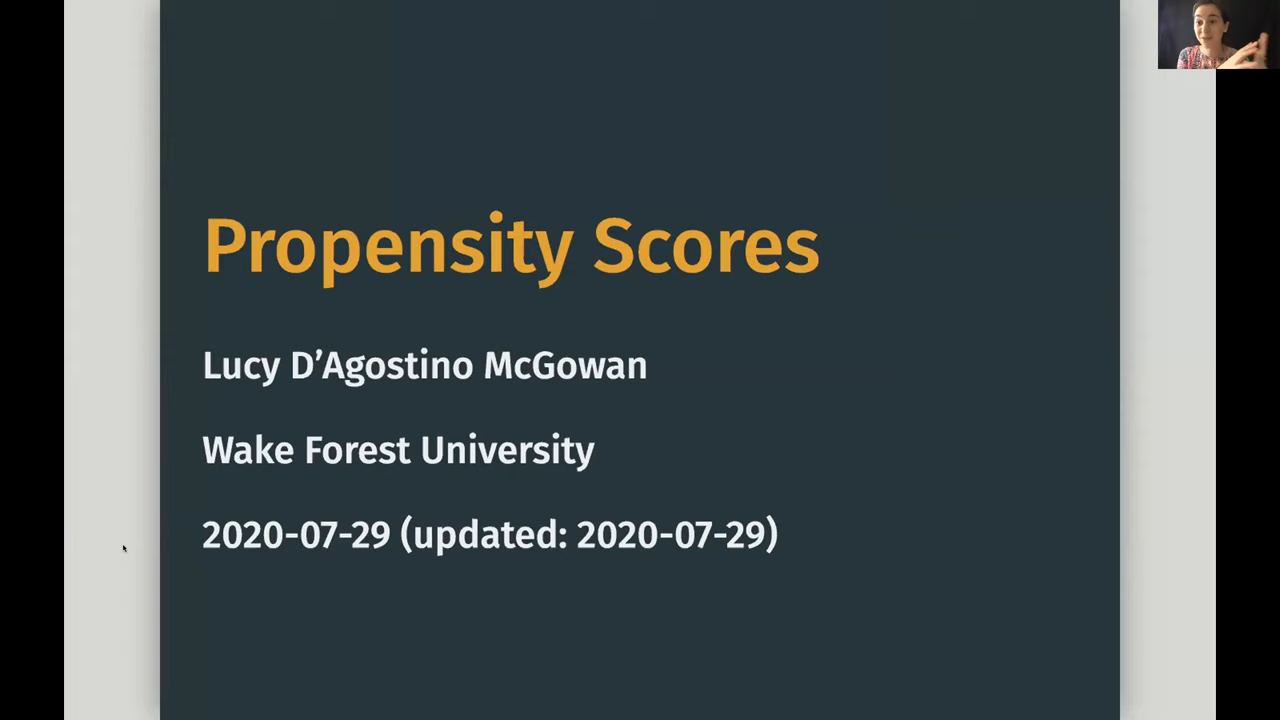 Propensity Scores
Lucy D’Agostino McGowan
Wake Forest University
2020-07-29 (updated: 2020-07-29)